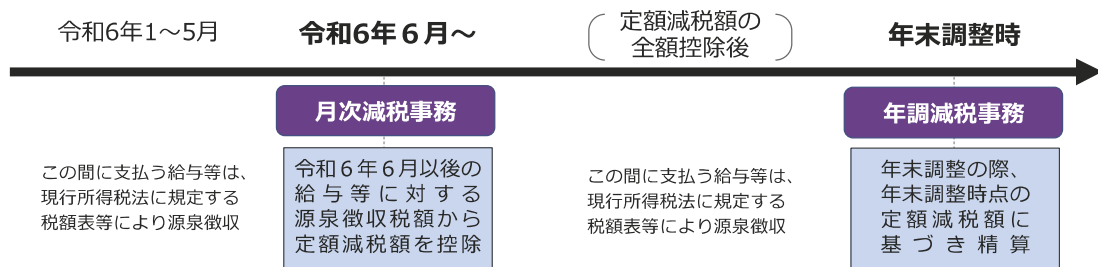 令和6年1～5月
令和6年６月～
定額減税額の
全額控除後
年末調整時
月次減税事務
年調減税事務
この間に支払う給与等は、
現行所得税法に規定する
税額表等により源泉徴収
令和６年６月以後の
給与等に対する
源泉徴収税額から
定額減税額を控除
この間に支払う給与等は、
現行所得税法に規定する
税額表等により源泉徴収
年末調整の際、
年末調整時点の
定額減税額に
基づき精算